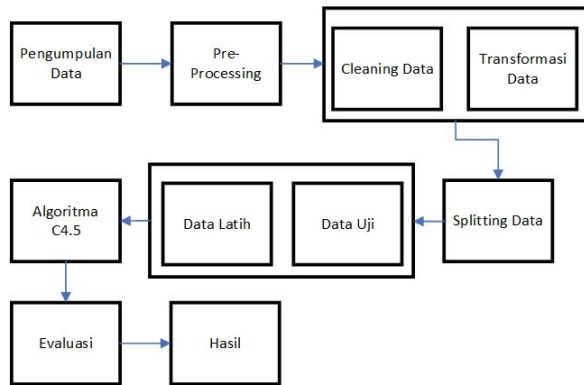 Pengumpulan
Data
Pre-
Processing
Cleaning Data
Transformasi
Data
Algoritma
C4.5
Data Latih
Data Uji
Splitting Data
Evaluasi
Hasil